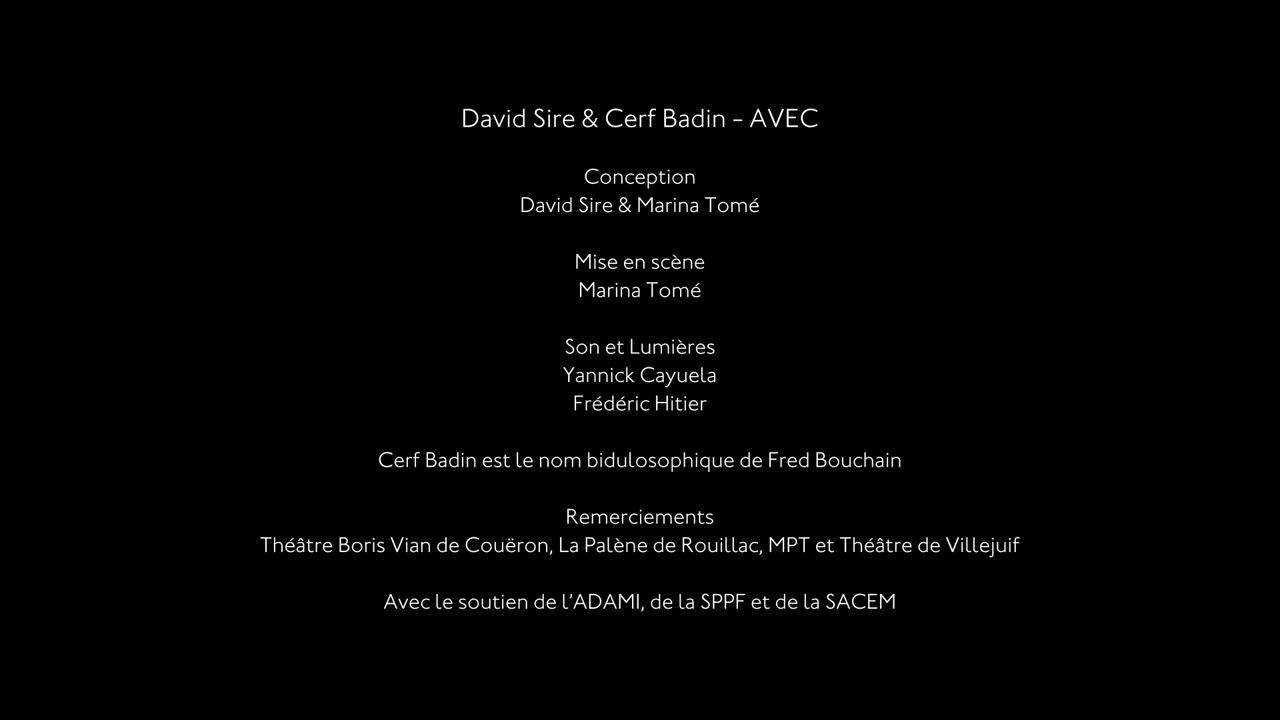 David Sire & Cerf Badin - AVEC
Conception
David Sire & Marina Tomé
Mise en scène
Marina Tomé
Son et Lumières
Yannick Cayuela
Frédéric Hitier
Cerf Badin est le nom bidulosophique de Fred Bouchain
Remerciements
Théâtre Boris Vian de Couëron, La Palène de Rouillac, MPT et Théâtre de Villejuif
Avec le soutien de l’ADAMI, de la SPPF et de la SACEM